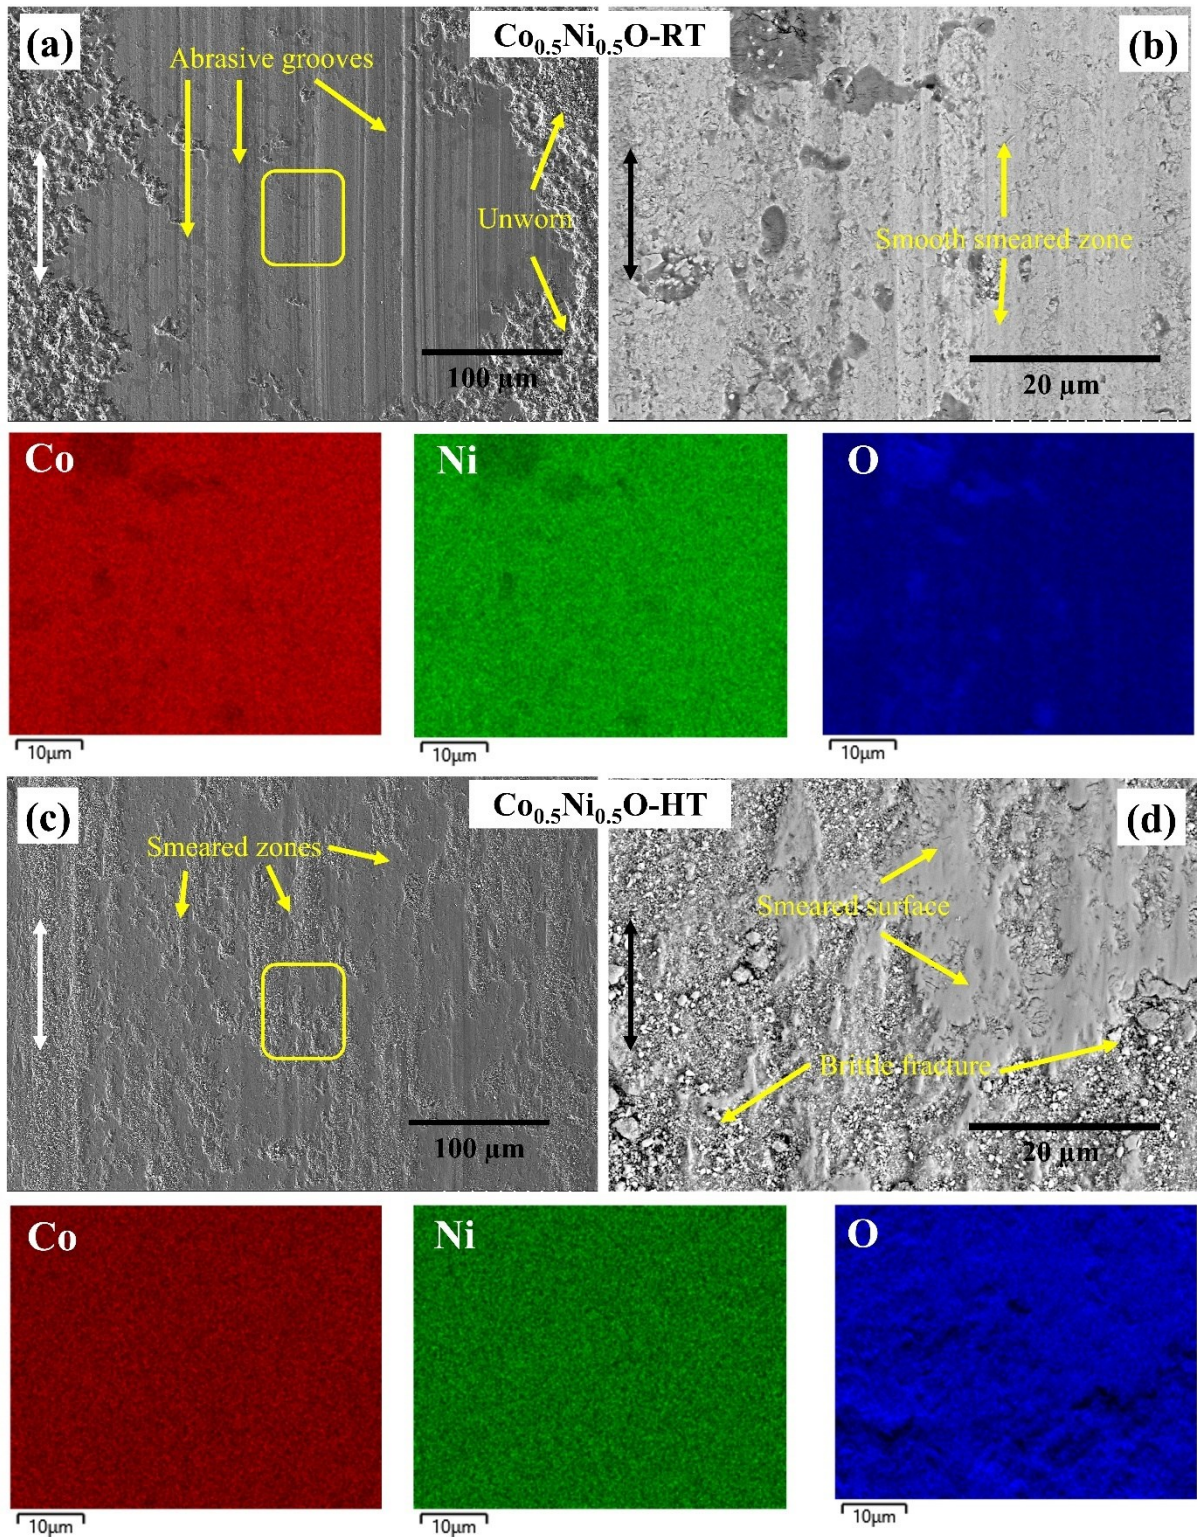 (a)
Co₀.₅Ni₀.₅O-RT
(b)
Abrasive grooves
Unworn
100 µm
Smooth smeared zone
20 µm
Co
Ni
O
10µm
10µm
10µm
(c)
Co₀.₅Ni₀.₅O-HT
(d)
Smeared zones
100 µm
Smeared surface
Brittle fracture
20 µm
Co
Ni
O
10µm
10µm
10µm